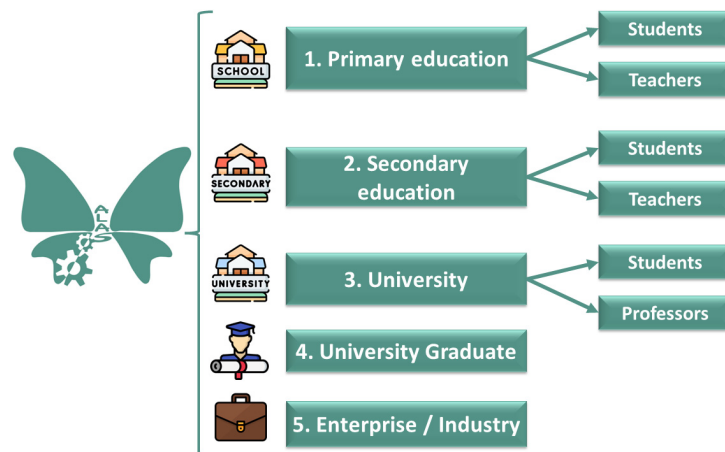 ALAS
SCHOOL
1. Primary education
Students
Teachers
SECONDARY
2. Secondary
education
Students
Teachers
UNIVERSITY
3. University
Students
Professors
4. University Graduate
5. Enterprise / Industry